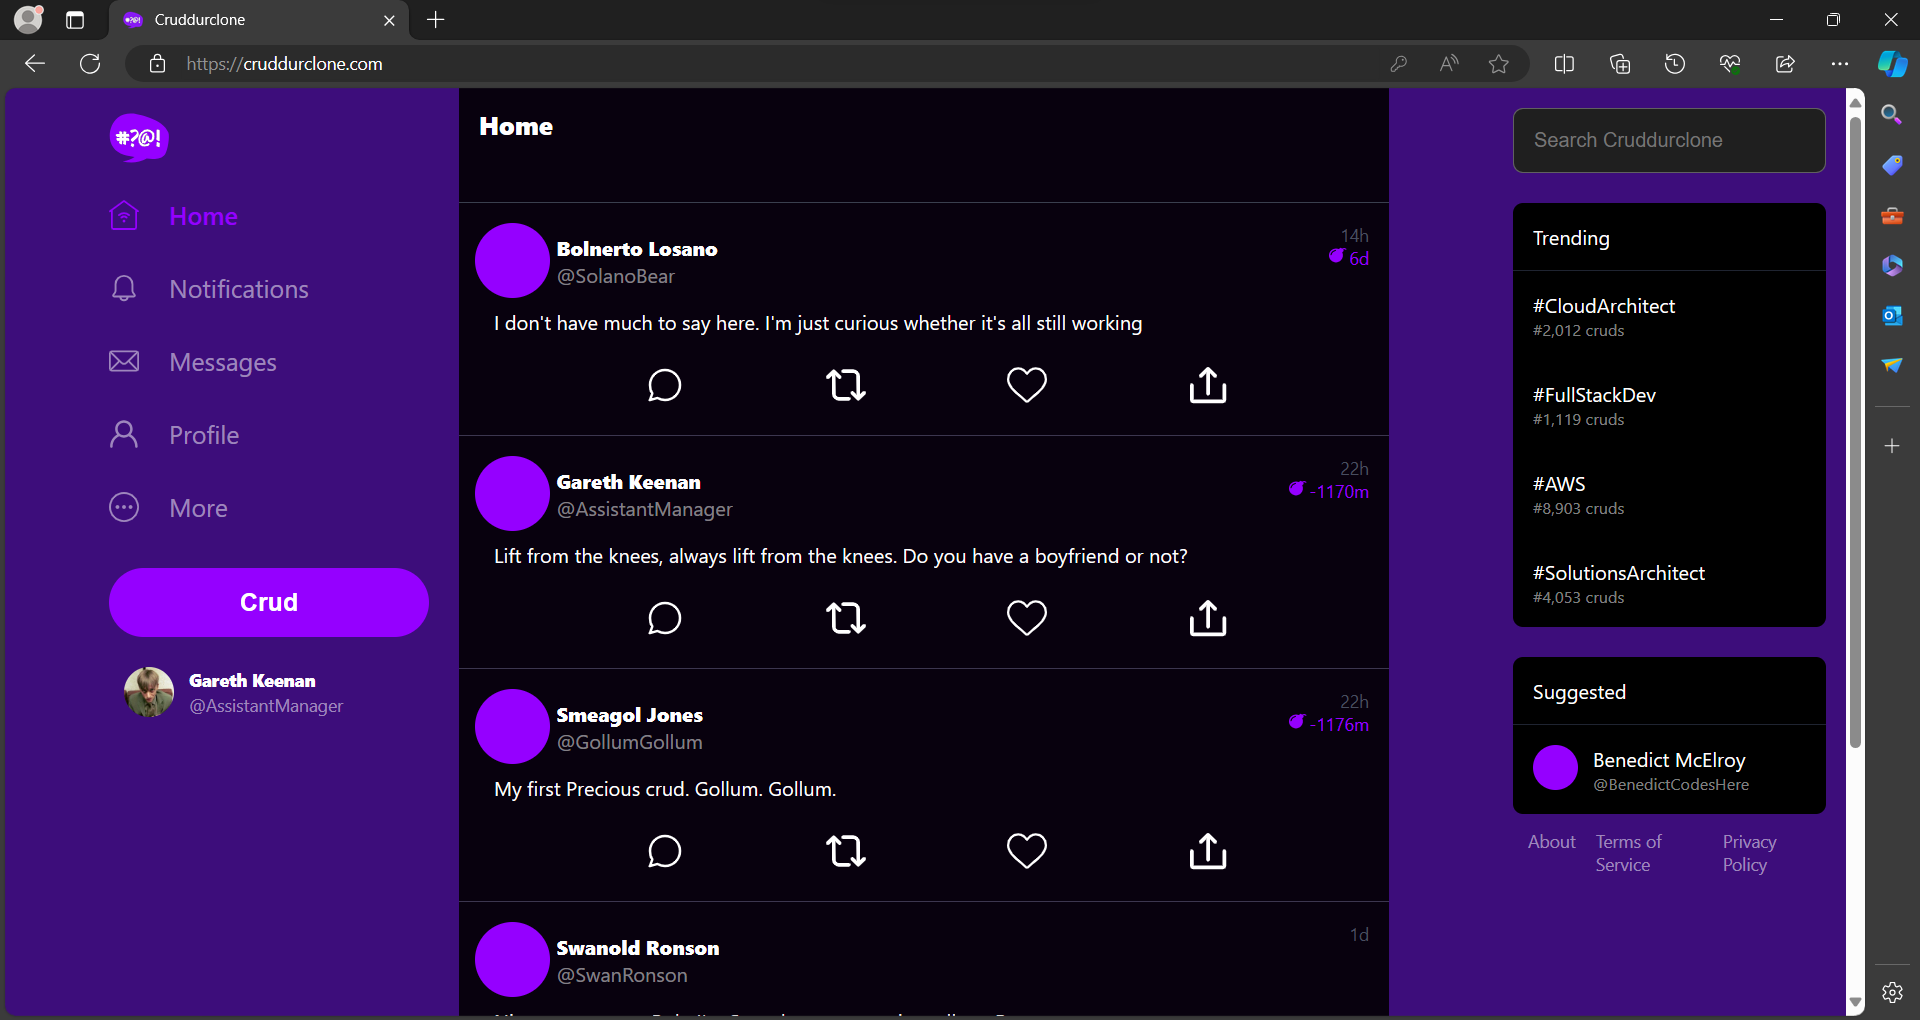 Cruddurclone
https://cruddurclone.com
#?@!
Home
Notifications
Messages
Profile
More
Crud
Gareth Keenan
@AssistantManager
Home
Bolnerto Losano
@SolanoBear
14h
6d
I don't have much to say here. I'm just curious whether it's all still working
Gareth Keenan
@AssistantManager
22h
-1170m
Lift from the knees, always lift from the knees. Do you have a boyfriend or not?
Smeagol Jones
@GollumGollum
22h
-1176m
My first Precious crud. Gollum. Gollum.
Swanold Ronson
@SwanRonson
1d
Search Cruddurclone
Trending
#CloudArchitect
#2,012 cruds
#FullStackDev
#1,119 cruds
#AWS
#8,903 cruds
#SolutionsArchitect
#4,053 cruds
Suggested
Benedict McElroy
@BenedictCodesHere
About
Terms of
Service
Privacy
Policy